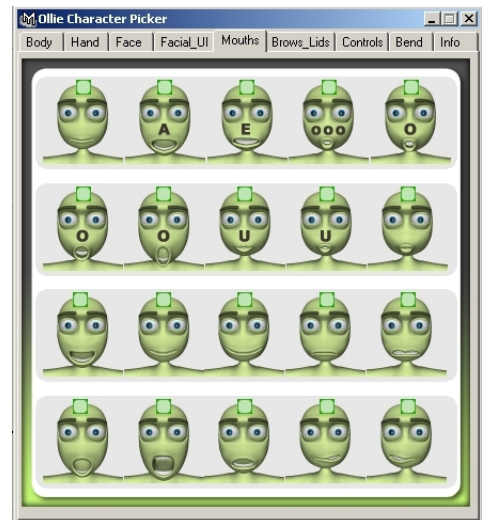 Ollie Character Picker
Body Hand Face Facial_UI Mouths Brows_Lids Controls Bend Info
A E ooo O
O O U U